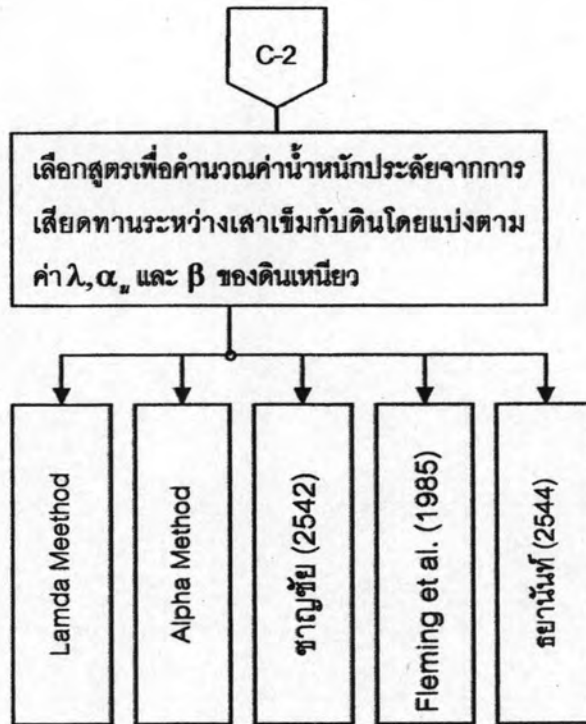 C-2
เลือกสูตรเพื่อคำนวณค่าน้ำหนักประลัยจากการ
เสียดทานระหว่างเสาเข็มกับดินโดยแบ่งตาม
ค่า λ, α_u และ β ของดินเหนียว
Lamda Meethod
Alpha Method
ชาญชัย (2542)
Fleming et al. (1985)
ธยานันท์ (2544)